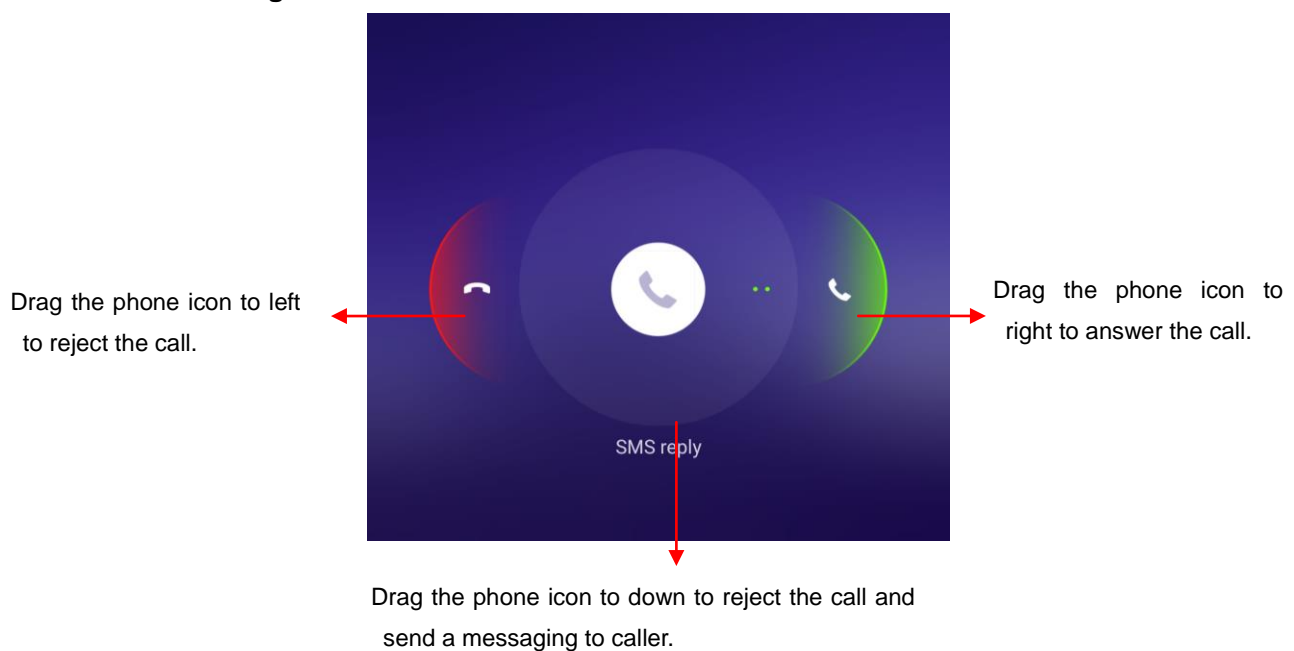 Drag the phone icon to left
to reject the call.
Drag the phone icon to
right to answer the call.
SMS reply
Drag the phone icon to down to reject the call and
send a messaging to caller.